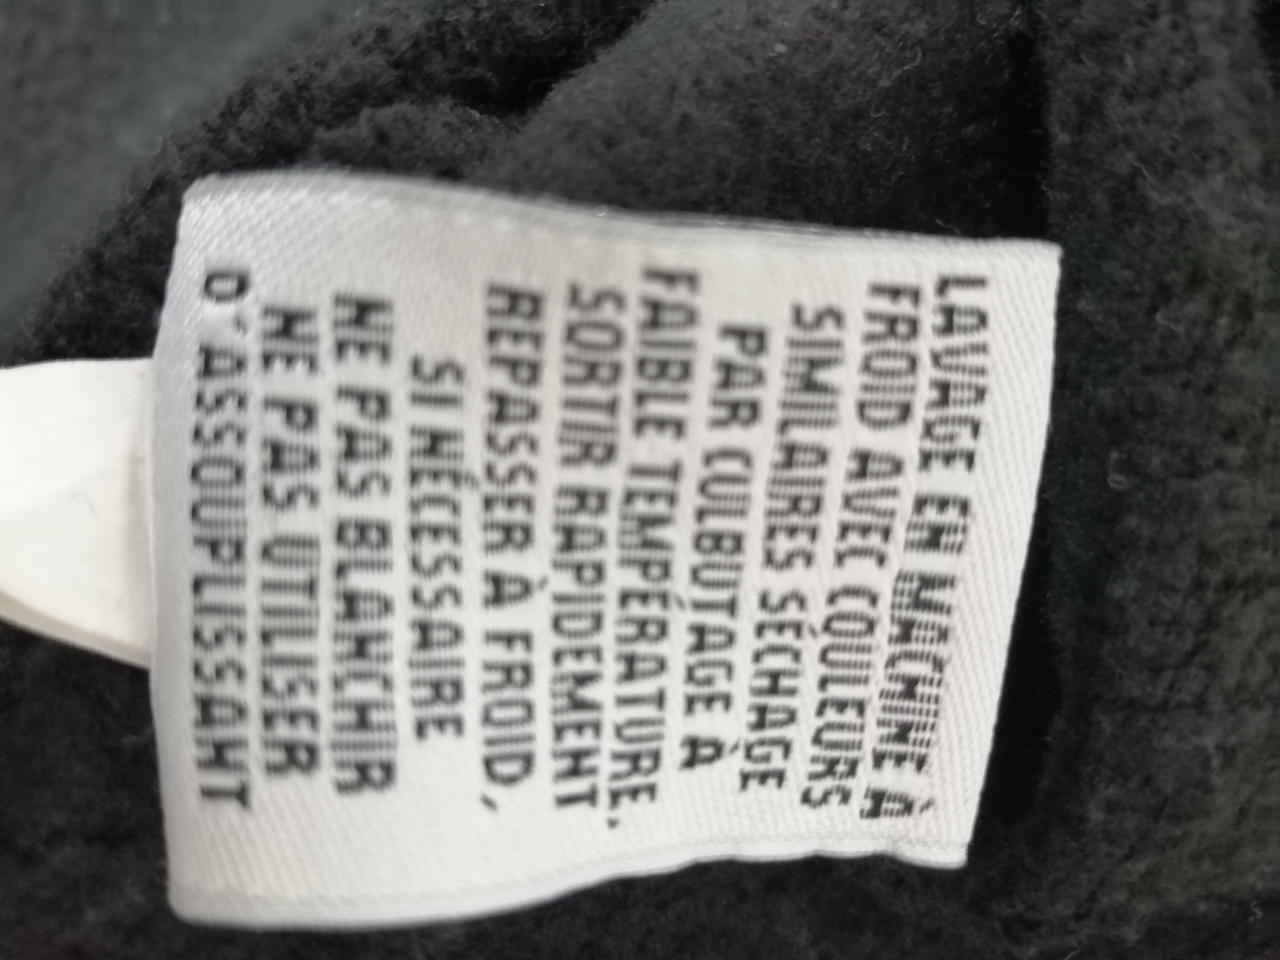 LAVAGE EN MACHINE À
FROID AVEC COULEURS
SIMILAIRES SÉCHAGE
PAR CULBUTAGE À
FAIBLE TEMPÉRATURE.
SORTIR RAPIDEMENT
REPASSER À FROID,
SI NÉCESSAIRE
NE PAS BLANCHIR
NE PAS UTILISER
D'ASSOUPLISSANT